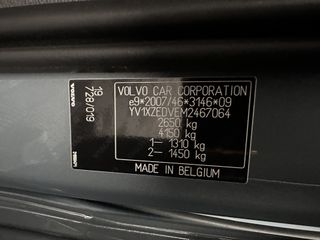 VOLVO CAR CORPORATION
e9*2007/46*3146*09
YV1XZEDVEM2467064
2650 kg
4150 kg
1— 1310 kg
2— 1450 kg
MADE IN BELGIUM
19
728/019
VOLVO